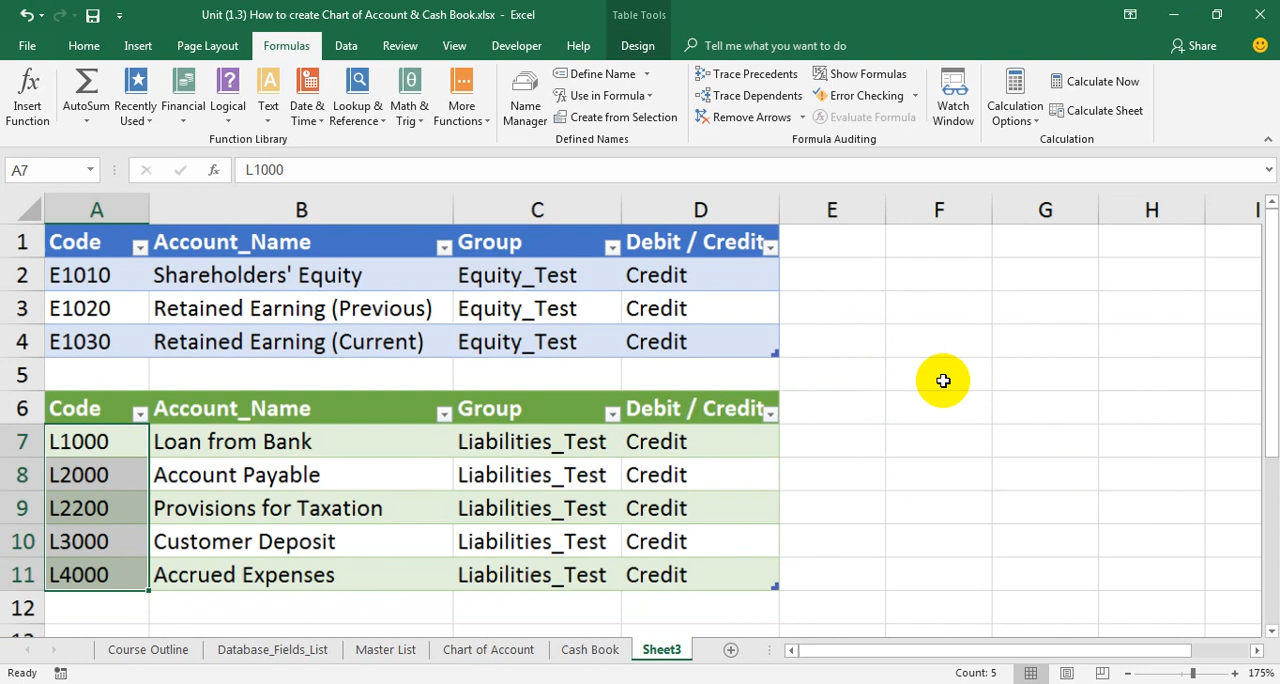 Unit (1.3) How to create Chart of Account & Cash Book.xlsx - Excel
Table Tools
File Home Insert Page Layout Formulas Data Review View Developer Help Design Tell me what you want to do Share
fx Insert Function
AutoSum
Recently Used
Financial
Logical
Text
Date & Time
Lookup & Reference
Math & Trig
More Functions
Function Library
Name Manager
Define Name
Use in Formula
Create from Selection
Defined Names
Trace Precedents
Trace Dependents
Remove Arrows
Show Formulas
Error Checking
Evaluate Formula
Formula Auditing
Watch Window
Calculation Options
Calculate Now
Calculate Sheet
Calculation
A7 fx L1000
A B C D E F G H I
1 Code Account_Name Group Debit / Credit
2 E1010 Shareholders' Equity Equity_Test Credit
3 E1020 Retained Earning (Previous) Equity_Test Credit
4 E1030 Retained Earning (Current) Equity_Test Credit
5
6 Code Account_Name Group Debit / Credit
7 L1000 Loan from Bank Liabilities_Test Credit
8 L2000 Account Payable Liabilities_Test Credit
9 L2200 Provisions for Taxation Liabilities_Test Credit
10 L3000 Customer Deposit Liabilities_Test Credit
11 L4000 Accrued Expenses Liabilities_Test Credit
12
Course Outline Database_Fields_List Master List Chart of Account Cash Book Sheet3
Ready Count: 5 175%